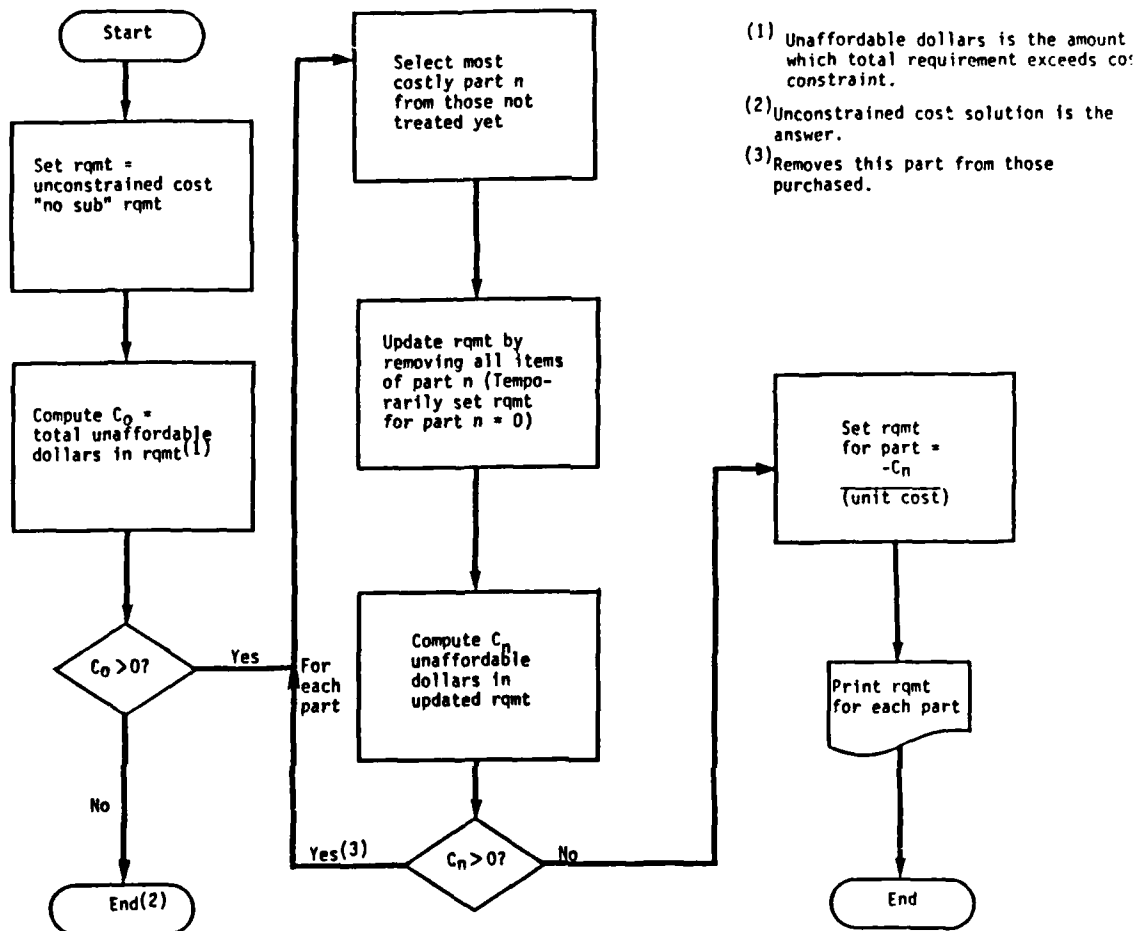 Start
Set rqmt =
unconstrained cost
"no sub" rqmt
Compute Co =
total unaffordable
dollars in rqmt(1)
Co > 0?
Yes
No
End(2)
For
each
part
Select most
costly part n
from those not
treated yet
Update rqmt by
removing all items
of part n (Tempo-
rarily set rqmt
for part n = 0)
Compute Cn
unaffordable
dollars in
updated rqmt
Cn > 0?
Yes(3)
No
Set rqmt
for part =
-Cn
(unit cost)
Print rqmt
for each part
End
(1) Unaffordable dollars is the amount
which total requirement exceeds
constraint.
(2) Unconstrained cost solution is the
answer.
(3) Removes this part from those
purchased.